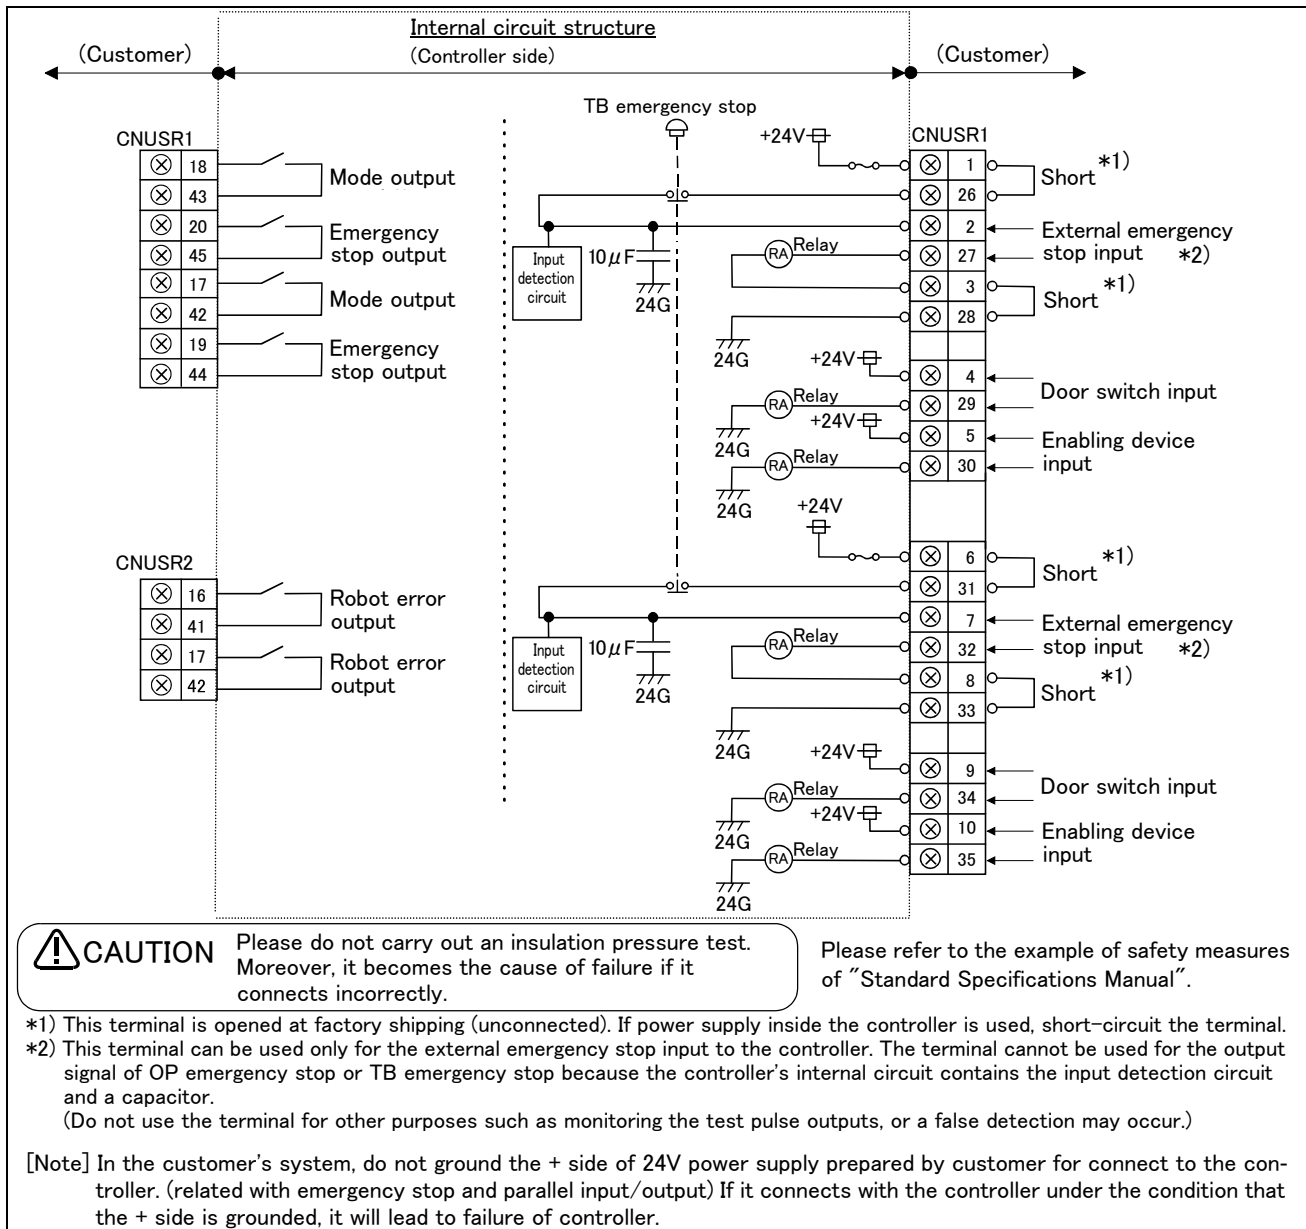 Internal circuit structure
(Customer)
(Controller side)
(Customer)
TB emergency stop
CNUSR1
18
43
Mode output
20
45
Emergency
stop output
17
42
Mode output
19
44
Emergency
stop output
CNUSR2
16
41
Robot error
output
17
42
Robot error
output
+24V
CNUSR1
1
26
Short *1)
2
27
External emergency
stop input *2)
3
28
Short *1)
Input
detection
circuit
10μF
24G
RA Relay
24G
+24V
4
29
Door switch input
RA Relay
24G
+24V
5
30
Enabling device
input
RA Relay
24G
+24V
6
31
Short *1)
7
32
External emergency
stop input *2)
8
33
Short *1)
Input
detection
circuit
10μF
24G
RA Relay
24G
+24V
9
34
Door switch input
RA Relay
24G
+24V
10
35
Enabling device
input
RA Relay
24G
CAUTION
Please do not carry out an insulation pressure test.
Moreover, it becomes the cause of failure if it
connects incorrectly.
Please refer to the example of safety measures
of "Standard Specifications Manual".
*1) This terminal is opened at factory shipping (unconnected). If power supply inside the controller is used, short-circuit the terminal.
*2) This terminal can be used only for the external emergency stop input to the controller. The terminal cannot be used for the output
signal of OP emergency stop or TB emergency stop because the controller's internal circuit contains the input detection circuit
and a capacitor.
(Do not use the terminal for other purposes such as monitoring the test pulse outputs, or a false detection may occur.)
[Note] In the customer's system, do not ground the + side of 24V power supply prepared by customer for connect to the con-
troller. (related with emergency stop and parallel input/output) If it connects with the controller under the condition that
the + side is grounded, it will lead to failure of controller.